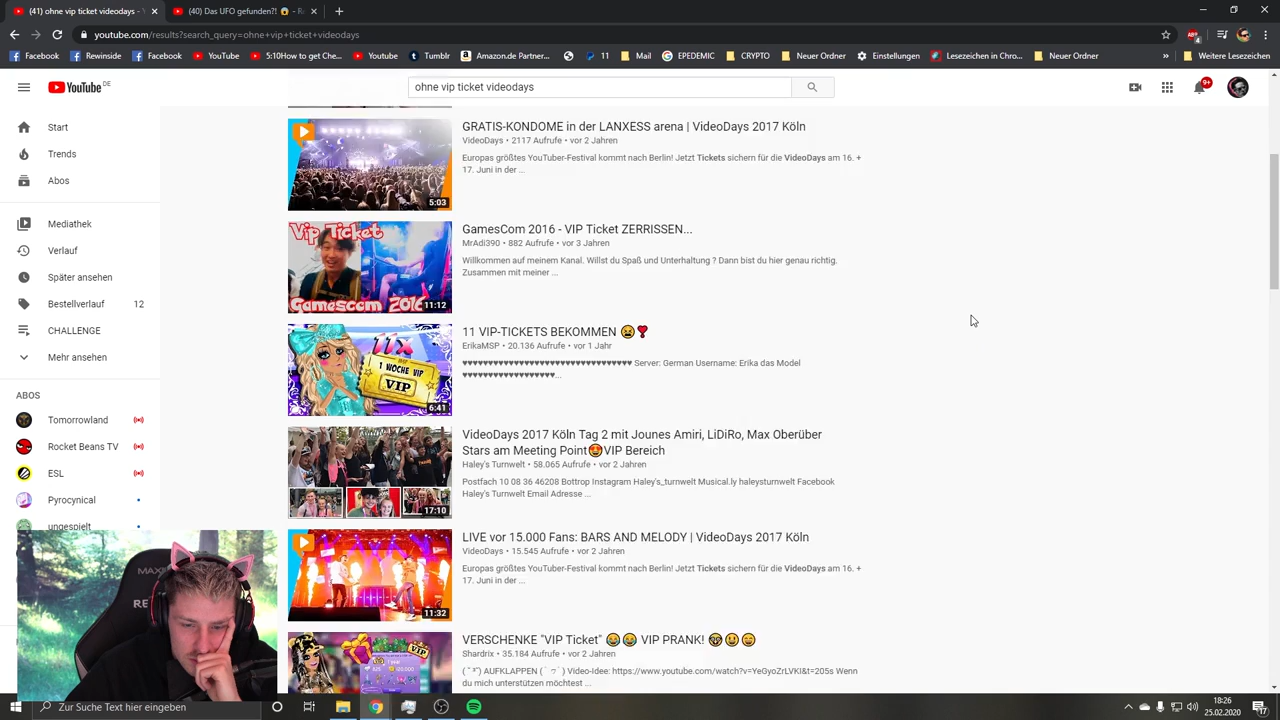 (9+) Dewu
(41) - YouTube
youtube.com/results?search_query=ohne+vip+ticket+videodays
Facebook
Riewinside
Facebook
YouTube
5:10How to get Che...
YouTube
Tumblr
Amazon
11
Mail
EPEDEMIC
CRYPTO
Neuer Ordner
Einstellungen
Lesezeichen in Chro...
Neuer Ordner
Weitere Lesezeichen
YouTube DE
ohne vip ticket videodays
9+
Start
Trends
Abos
Mediathek
Verlauf
Später ansehen
Bestellverlauf 12
CHALLENGE
Mehr ansehen
ABOS
Tomorrowland
Rocket Beans TV
ESL
Pyrocynical
ungespielt
GRATIS-KONDOME in der LANXESS arena | VideoDays 2017 Köln
VideoDays • 2117 Aufrufe • vor 2 Jahren
Europas größtes YouTuber-Festival kommt nach Berlin! Jetzt Tickets sichern für die VideoDays am 16. +
17. Juni in der ...
5:03
Vip Ticket
Gamescom 2016
11:12
GamesCom 2016 - VIP Ticket ZERRISSEN...
MrAdi390 • 882 Aufrufe • vor 3 Jahren
Willkommen auf meinem Kanal. Willst du Spaß und Unterhaltung ? Dann bist du hier genau richtig.
Zusammen mit meiner ...
11X
1 WOCHE VIP
VIP
6:41
11 VIP-TICKETS BEKOMMEN 😫❣️
ErikaMSP • 20.136 Aufrufe • vor 1 Jahr
♥♥♥♥♥♥♥♥♥♥♥♥♥♥♥♥♥♥♥♥♥♥♥♥♥♥♥♥♥♥♥♥♥ Server: German Username: Erika das Model
♥♥♥♥♥♥♥♥♥♥♥♥♥♥♥♥♥♥...
17:10
VideoDays 2017 Köln Tag 2 mit Jounes Amiri, LiDiRo, Max Oberüber
Stars am Meeting Point🤩VIP Bereich
Haley's Turnwelt • 58.065 Aufrufe • vor 2 Jahren
Postfach 10 08 36 46208 Bottrop Instagram Haley's_turnwelt Musical.ly haleysturnwelt Facebook
Haley's Turnwelt Email Adresse ...
11:32
LIVE vor 15.000 Fans: BARS AND MELODY | VideoDays 2017 Köln
VideoDays • 15.545 Aufrufe • vor 2 Jahren
Europas größtes YouTuber-Festival kommt nach Berlin! Jetzt Tickets sichern für die VideoDays am 16. +
17. Juni in der ...
VIP
VERSCHENKE "VIP Ticket" 😂😂 VIP PRANK!
Shardrix • 35.184 Aufrufe • vor 2 Jahren
AUFKLAPPEN
Video-Idee: https://www.youtube.com/watch?v=YeGyoZrLVKI&t=205s Wenn
du mich unterstützen möchtest ...
Zur Suche Text hier eingeben
18:26
25.02.2020